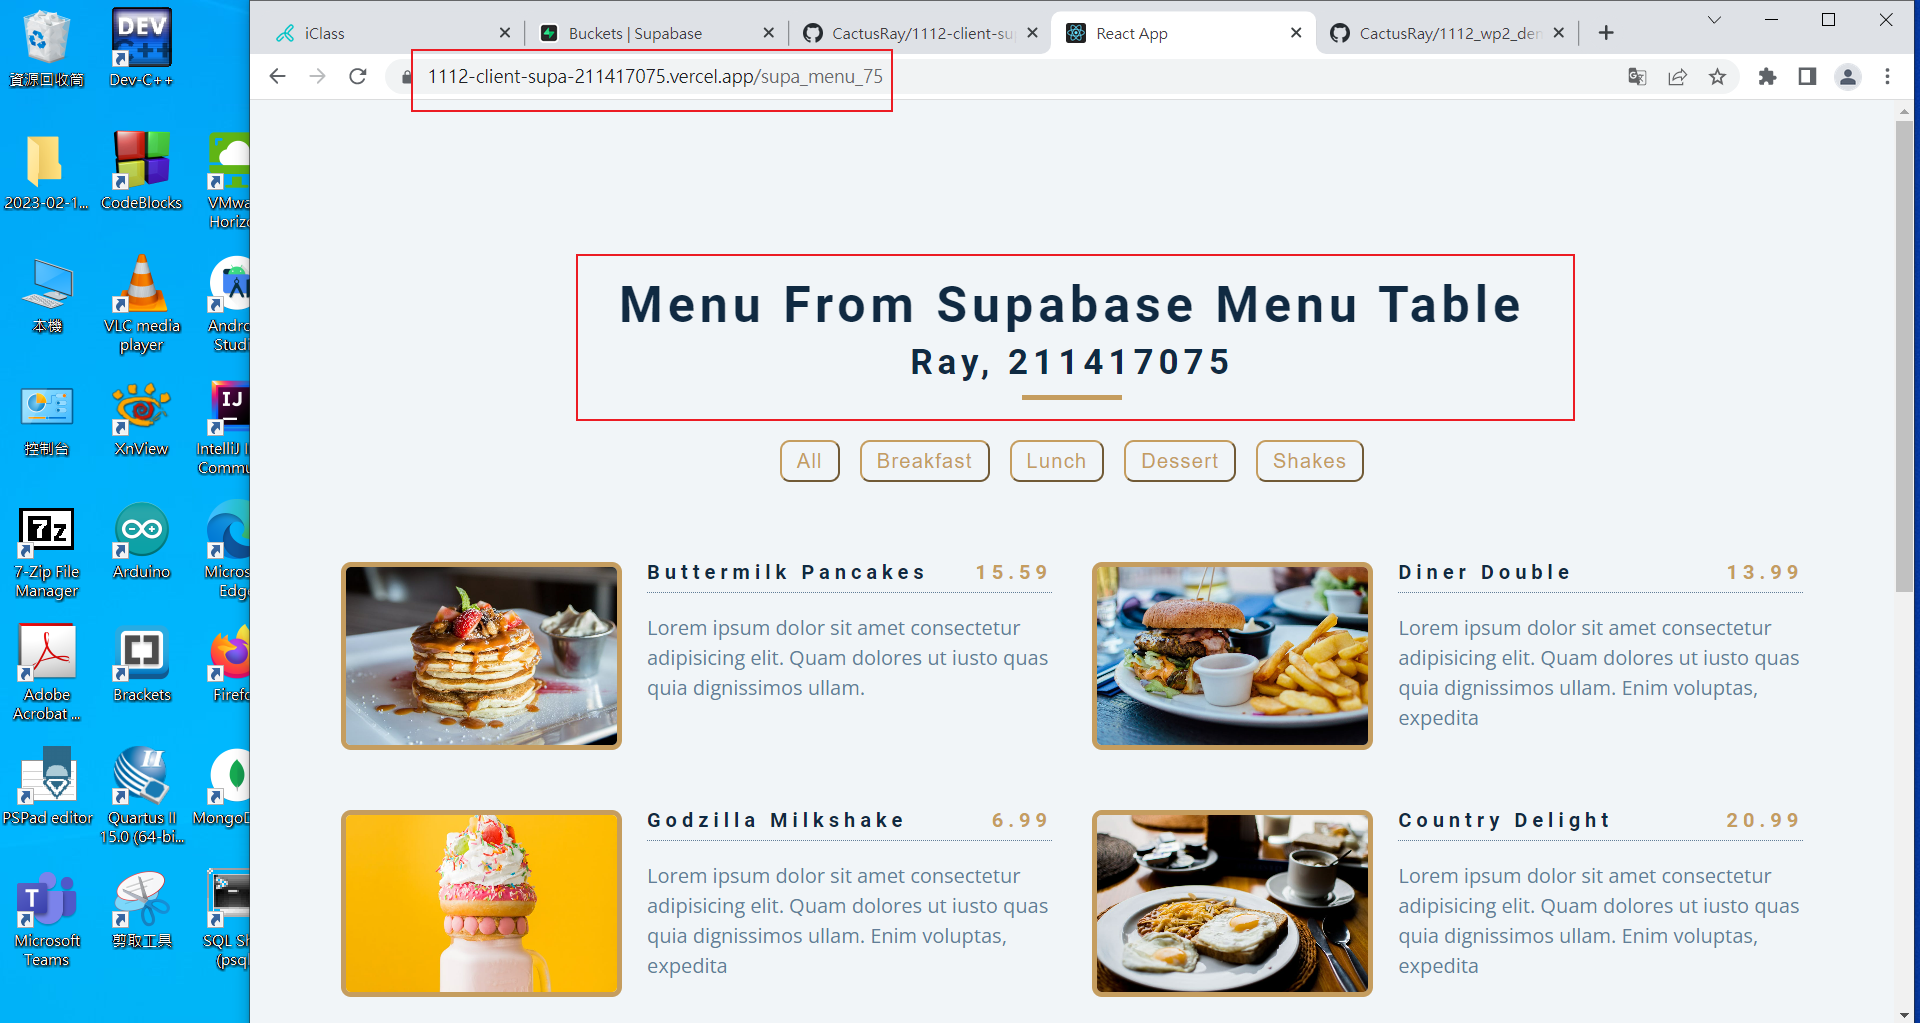 iClass
Buckets | Supabase
CactusRay/1112-client-su
React App
CactusRay/1112_wp2_der
1112-client-supa-211417075.vercel.app/supa_menu_75
資源回收筒
DEV
C++
Dev-C++
2023-02-1...
CodeBlocks
VMwa
Horizo
本機
VLC media
player
Andro
Studi
控制台
XnView
IJ
IntelliJ I
Commu
7z
7-Zip File
Manager
Arduino
Micros
Edg
Adobe
Acrobat ...
Brackets
Firefo
PSPad editor
II
Quartus II
15.0 (64-bi...
MongoD
T
Microsoft
Teams
剪取工具
SQL Sh
(psql
Menu From Supabase Menu Table
Ray, 211417075
All
Breakfast
Lunch
Dessert
Shakes
Buttermilk Pancakes 15.59
Lorem ipsum dolor sit amet consectetur
adipisicing elit. Quam dolores ut iusto quas
quia dignissimos ullam.
Diner Double 13.99
Lorem ipsum dolor sit amet consectetur
adipisicing elit. Quam dolores ut iusto quas
quia dignissimos ullam. Enim voluptas,
expedita
Godzilla Milkshake 6.99
Lorem ipsum dolor sit amet consectetur
adipisicing elit. Quam dolores ut iusto quas
quia dignissimos ullam. Enim voluptas,
expedita
Country Delight 20.99
Lorem ipsum dolor sit amet consectetur
adipisicing elit. Quam dolores ut iusto quas
quia dignissimos ullam. Enim voluptas,
expedita